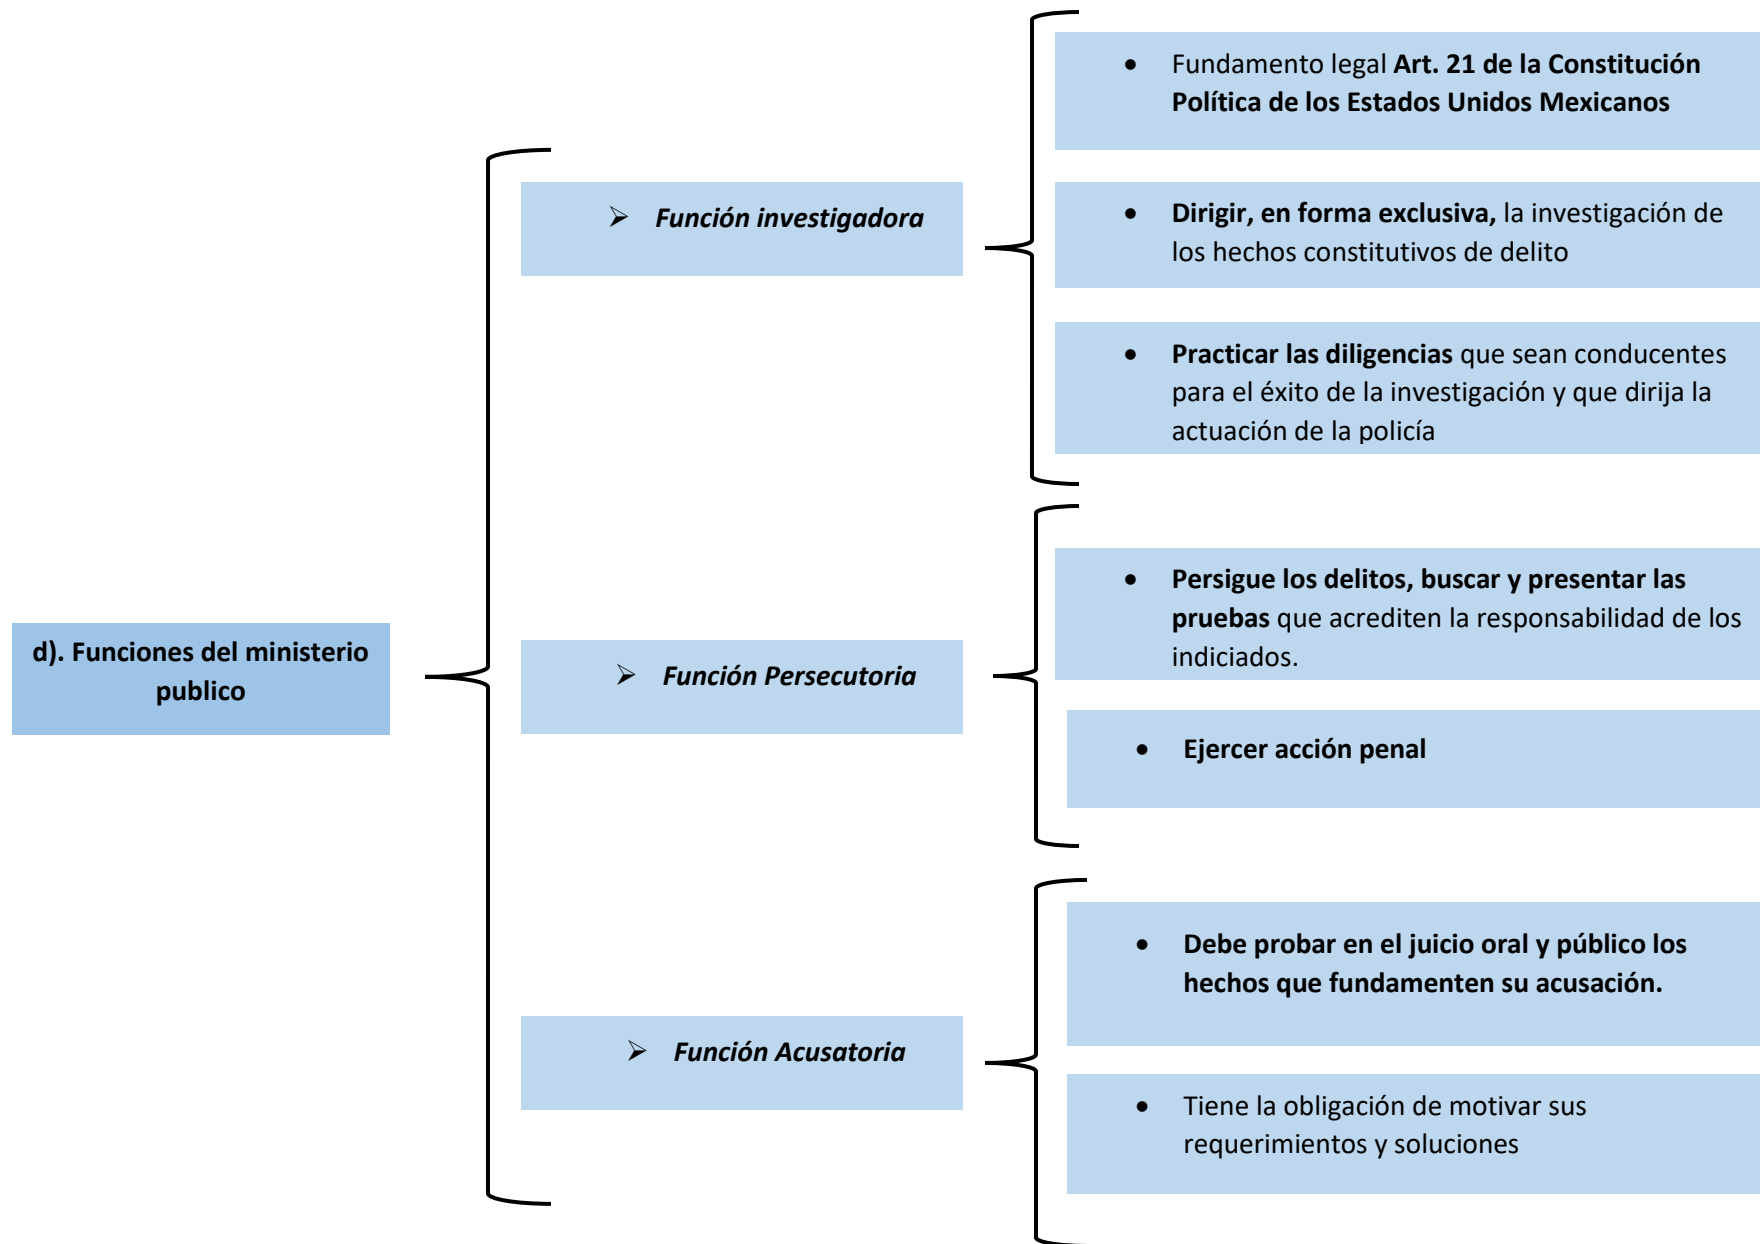 d). Funciones del ministerio
publico
➢ Función investigadora
• Fundamento legal Art. 21 de la Constitución
Política de los Estados Unidos Mexicanos
• Dirigir, en forma exclusiva, la investigación de
los hechos constitutivos de delito
• Practicar las diligencias que sean conducentes
para el éxito de la investigación y que dirija la
actuación de la policía
➢ Función Persecutoria
• Persigue los delitos, buscar y presentar las
pruebas que acrediten la responsabilidad de los
indiciados.
• Ejercer acción penal
➢ Función Acusatoria
• Debe probar en el juicio oral y público los
hechos que fundamenten su acusación.
• Tiene la obligación de motivar sus
requerimientos y soluciones